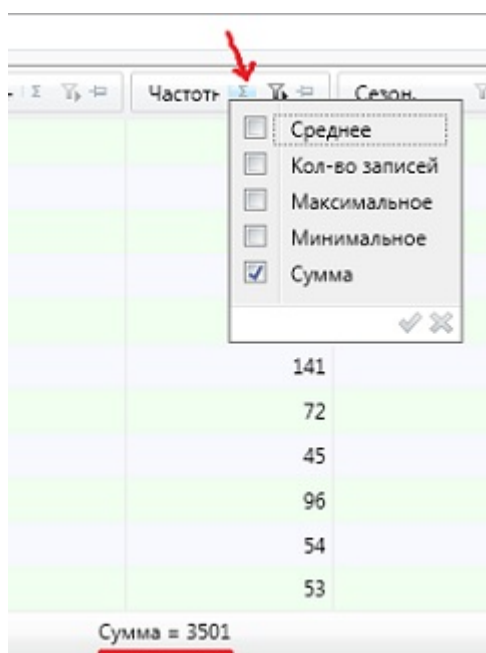 Частотн Σ Сезон.
Среднее
Кол-во записей
Максимальное
Минимальное
Сумма
141
72
45
96
54
53
Сумма = 3501